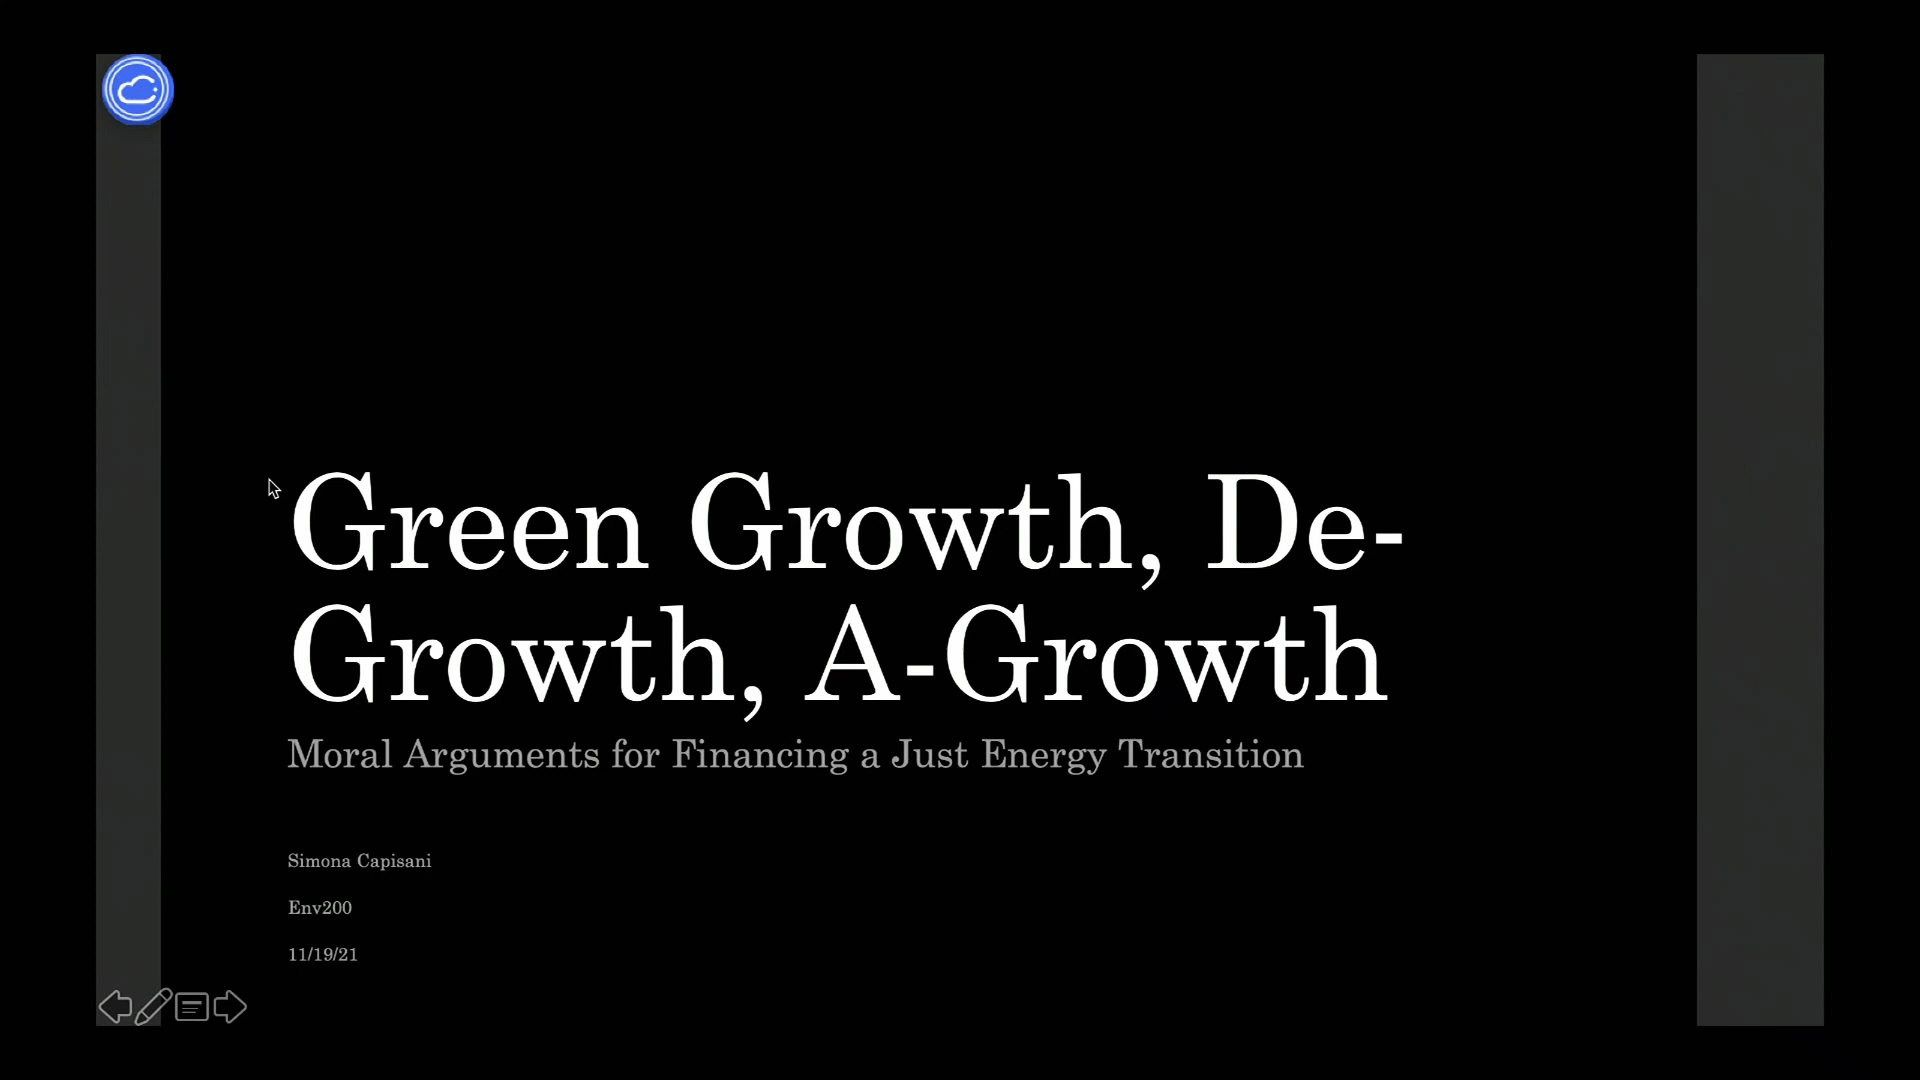 Green Growth, De-
Growth, A-Growth
Moral Arguments for Financing a Just Energy Transition
Simona Capisani
Env200
11/19/21